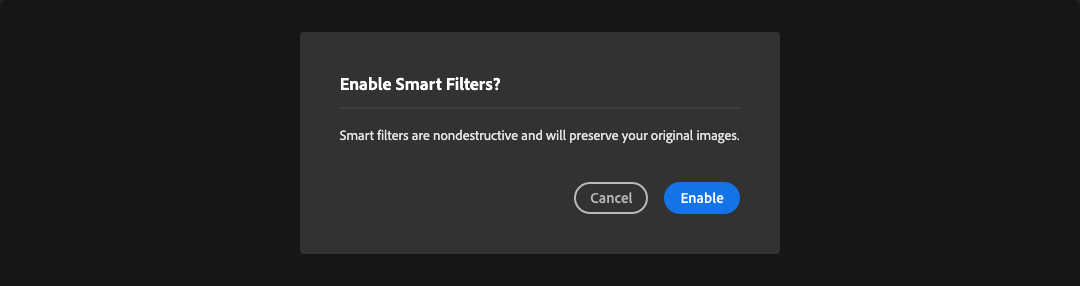 Enable Smart Filters?
Smart filters are nondestructive and will preserve your original images.
Cancel
Enable